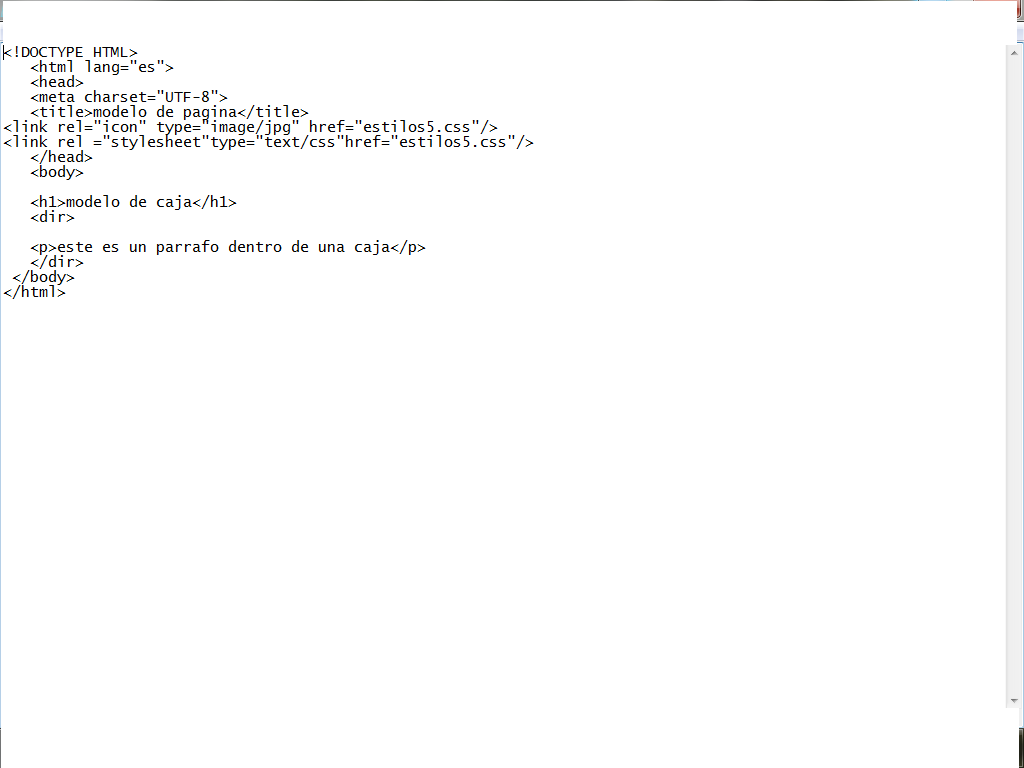 <!DOCTYPE HTML>
<html lang="es">
<head>
<meta charset="UTF-8">
<title>modelo de pagina</title>
<link rel="icon" type="image/jpg" href="estilos5.css"/>
<link rel ="stylesheet"type="text/css"href="estilos5.css"/>
</head>
<body>
<h1>modelo de caja</h1>
<dir>
<p>este es un parrafo dentro de una caja</p>
</dir>
</body>
</html>